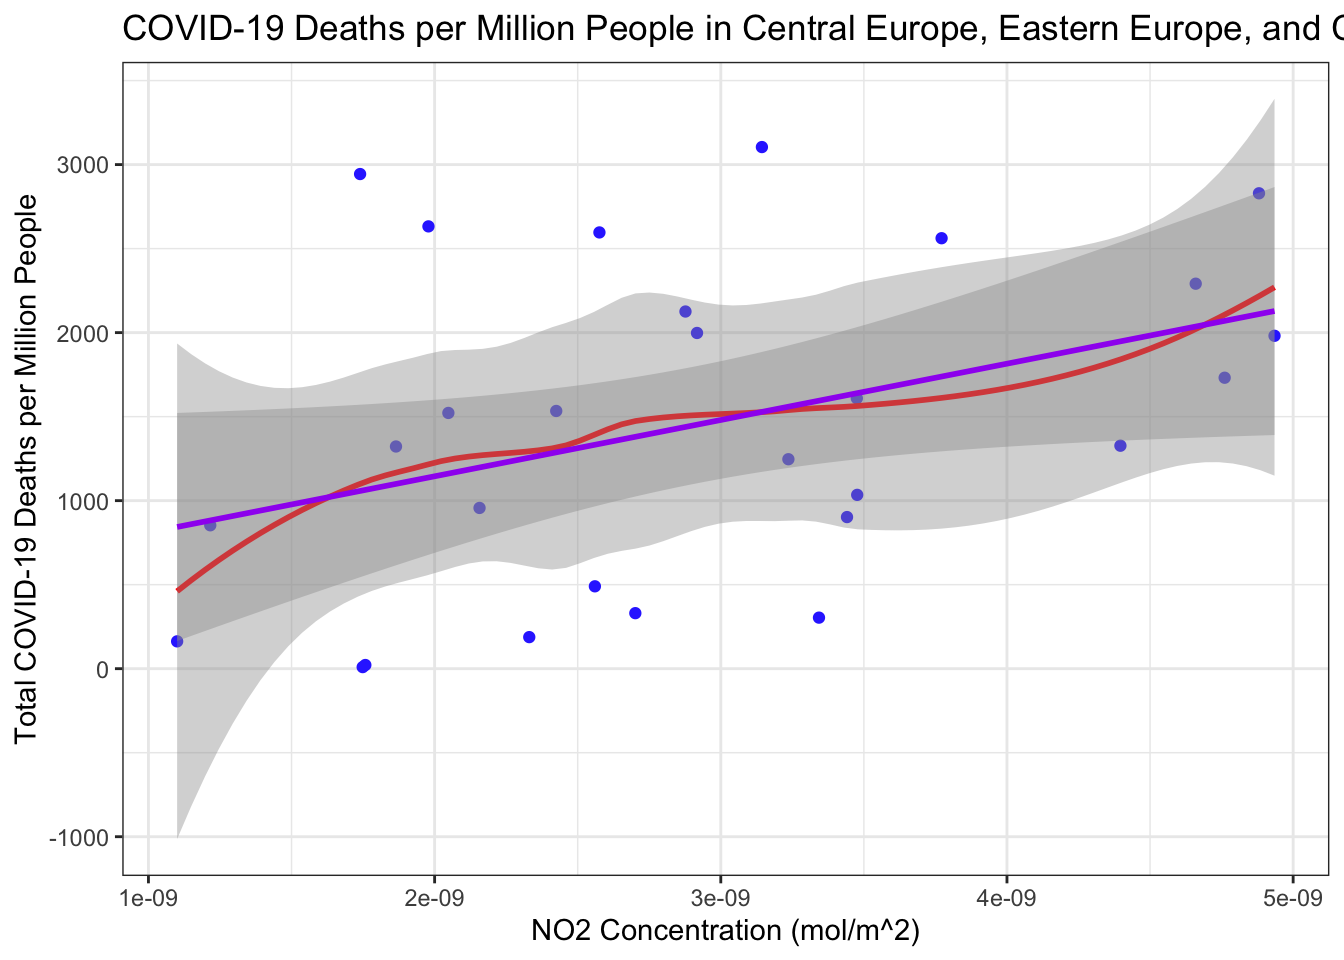 COVID-19 Deaths per Million People in Central Europe, Eastern Europe, and
Total COVID-19 Deaths per Million People
3000
2000
1000
0
-1000
1e-09 2e-09 3e-09 4e-09 5e-09
NO2 Concentration (mol/m^2)